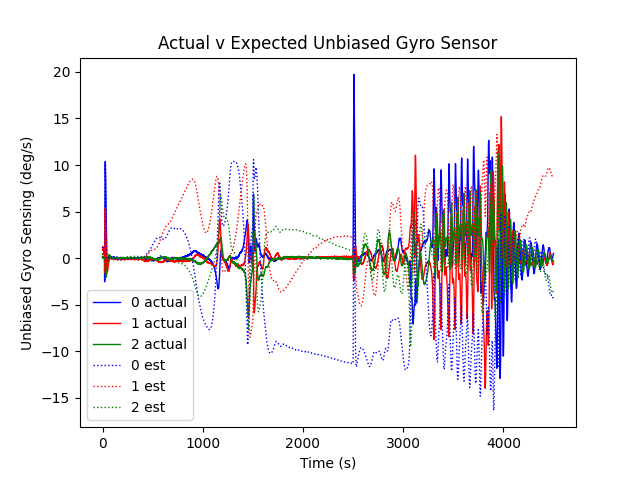 Actual v Expected Unbiased Gyro Sensor
Unbiased Gyro Sensing (deg/s)
20
15
10
5
0
−5
−10
−15
0 actual
1 actual
2 actual
0 est
1 est
2 est
0
1000
2000
3000
4000
Time (s)